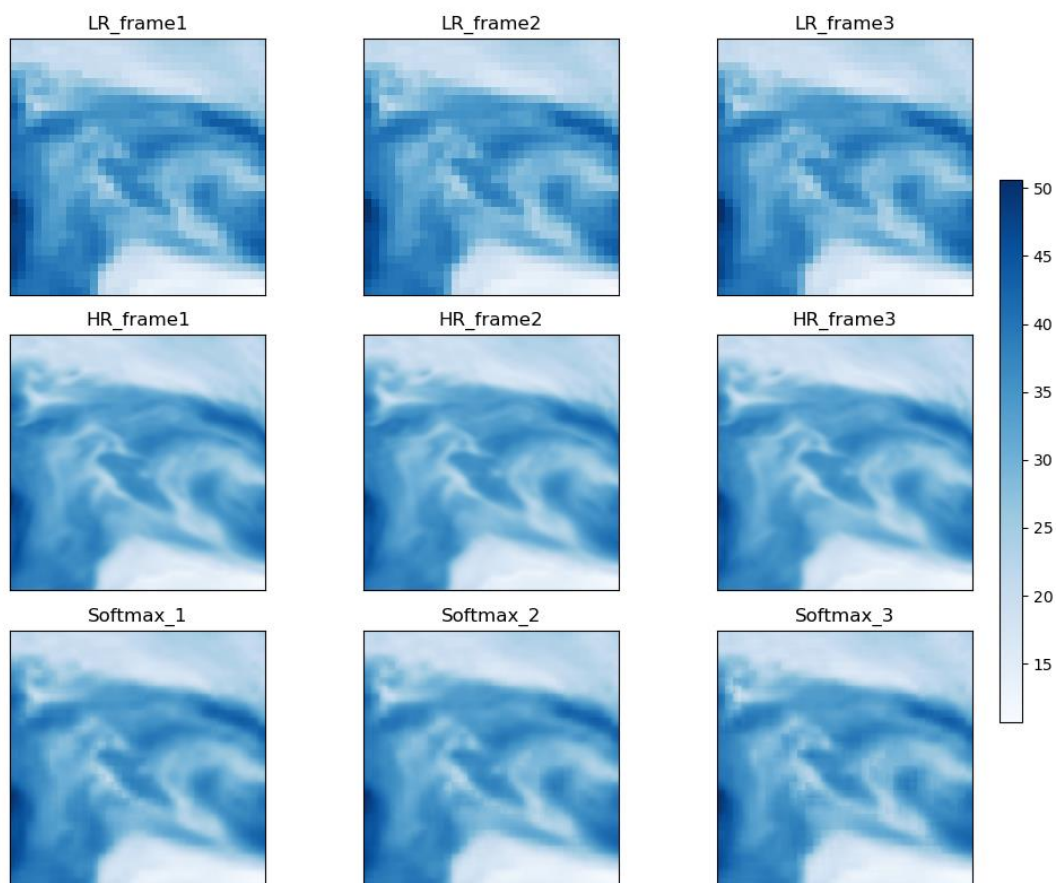 LR_frame1
LR_frame2
LR_frame3
HR_frame1
HR_frame2
HR_frame3
Softmax_1
Softmax_2
Softmax_3
50
45
40
35
30
25
20
15